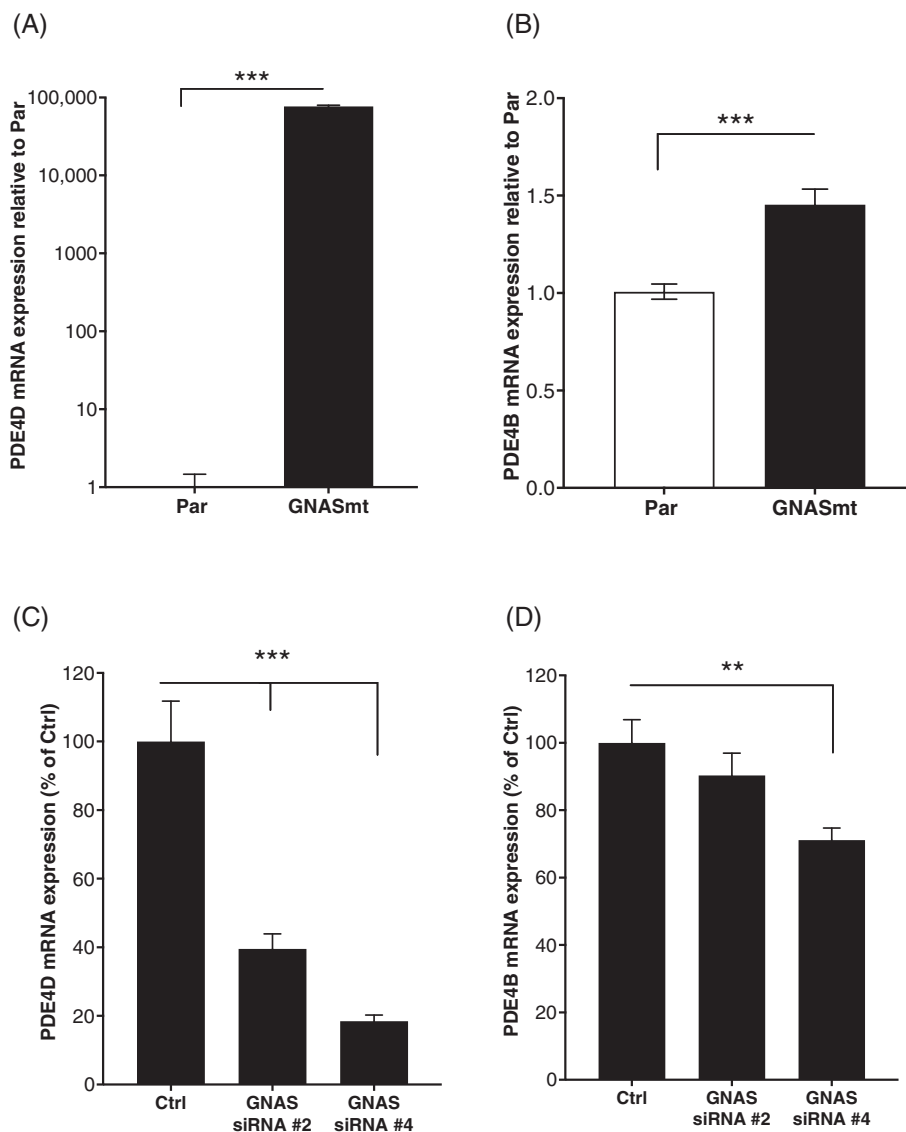 (A)
PDE4D mRNA expression relative to Par
100,000
10,000
1000
100
10
1
***
Par
GNASmt
(B)
PDE4B mRNA expression relative to Par
2.0
1.5
1.0
0.5
0.0
***
Par
GNASmt
(C)
PDE4D mRNA expression (% of Ctrl)
120
100
80
60
40
20
0
***
Ctrl
GNAS
siRNA #2
GNAS
siRNA #4
(D)
PDE4B mRNA expression (% of Ctrl)
120
100
80
60
40
20
0
**
Ctrl
GNAS
siRNA #2
GNAS
siRNA #4